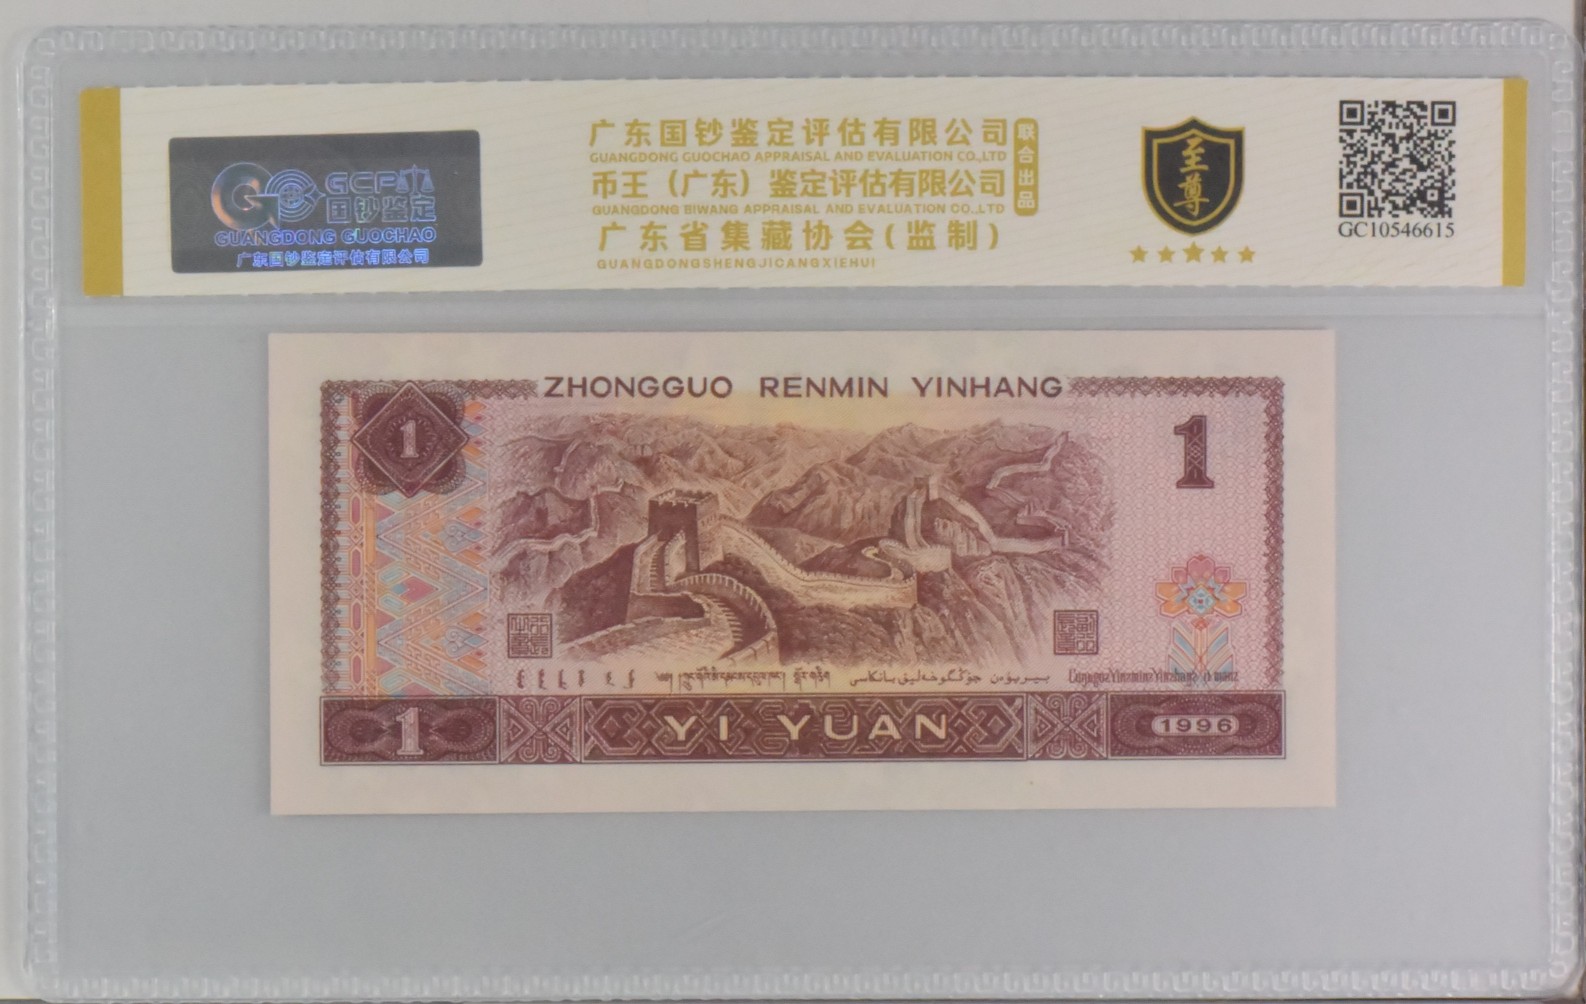 GCP
国钞鉴定
GUANGDONG GUOCHAO
广东国钞鉴定评估有限公司
广东国钞鉴定评估有限公司
GUANGDONG GUOCHAO APPRAISAL AND EVALUATION CO.,LTD
币王（广东）鉴定评估有限公司
GUANGDONG BIWANG APPRAISAL AND EVALUATION CO.,LTD
广东省集藏协会(监制)
GUANGDONGSHENGJICANGXIEHUI
联合出品
至尊
GC10546615
ZHONGGUO RENMIN YINHANG
1
1
1
YI YUAN
1996